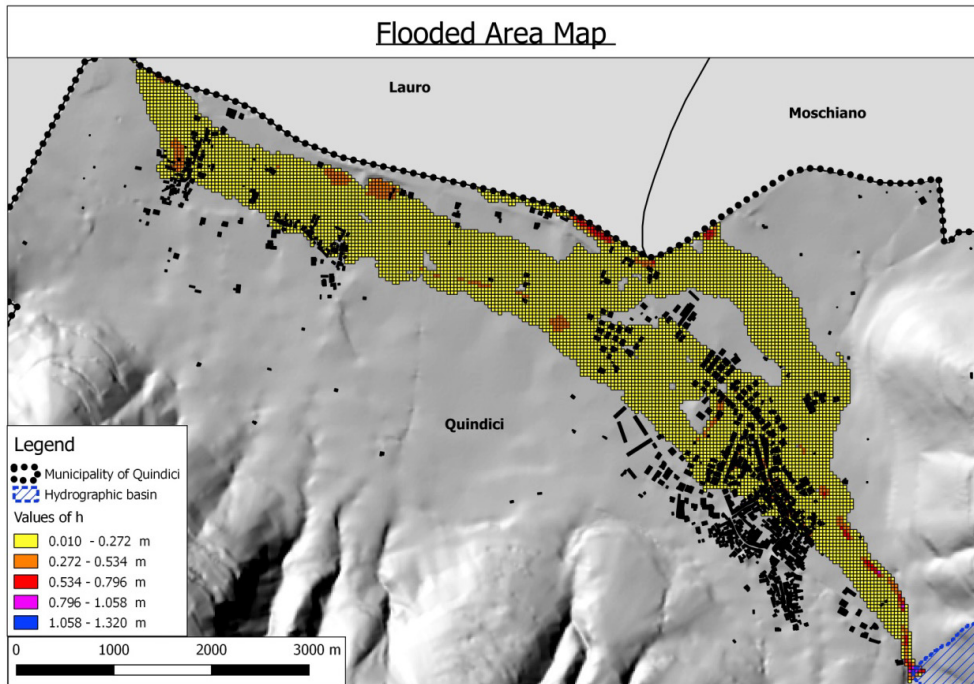 Flooded Area Map
Lauro
Moschiano
Quindici
Legend
Municipality of Quindici
Hydrographic basin
Values of h
0.010 - 0.272 m
0.272 - 0.534 m
0.534 - 0.796 m
0.796 - 1.058 m
1.058 - 1.320 m
0 1000 2000 3000 m